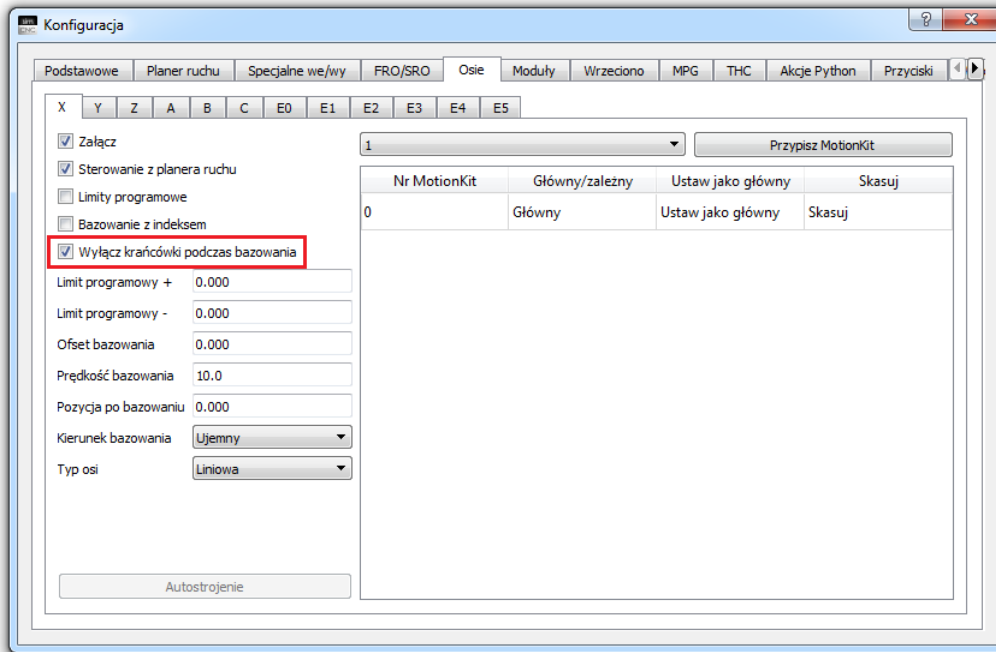 Konfiguracja
Podstawowe Planer ruchu Specjalne we/wy FRO/SRO Osie Moduły Wrzeciono MPG THC Akcje Python Przyciski
X Y Z A B C E0 E1 E2 E3 E4 E5
Załącz
Sterowanie z planera ruchu
Limity programowe
Bazowanie z indeksem
Wyłącz krańcówki podczas bazowania
Limit programowy + 0.000
Limit programowy - 0.000
Ofset bazowania 0.000
Prędkość bazowania 10.0
Pozycja po bazowaniu 0.000
Kierunek bazowania Ujemny
Typ osi Liniowa
Autostrojenie
1 Przypisz MotionKit
Nr MotionKit Główny/zależny Ustaw jako główny Skasuj
0 Główny Ustaw jako główny Skasuj